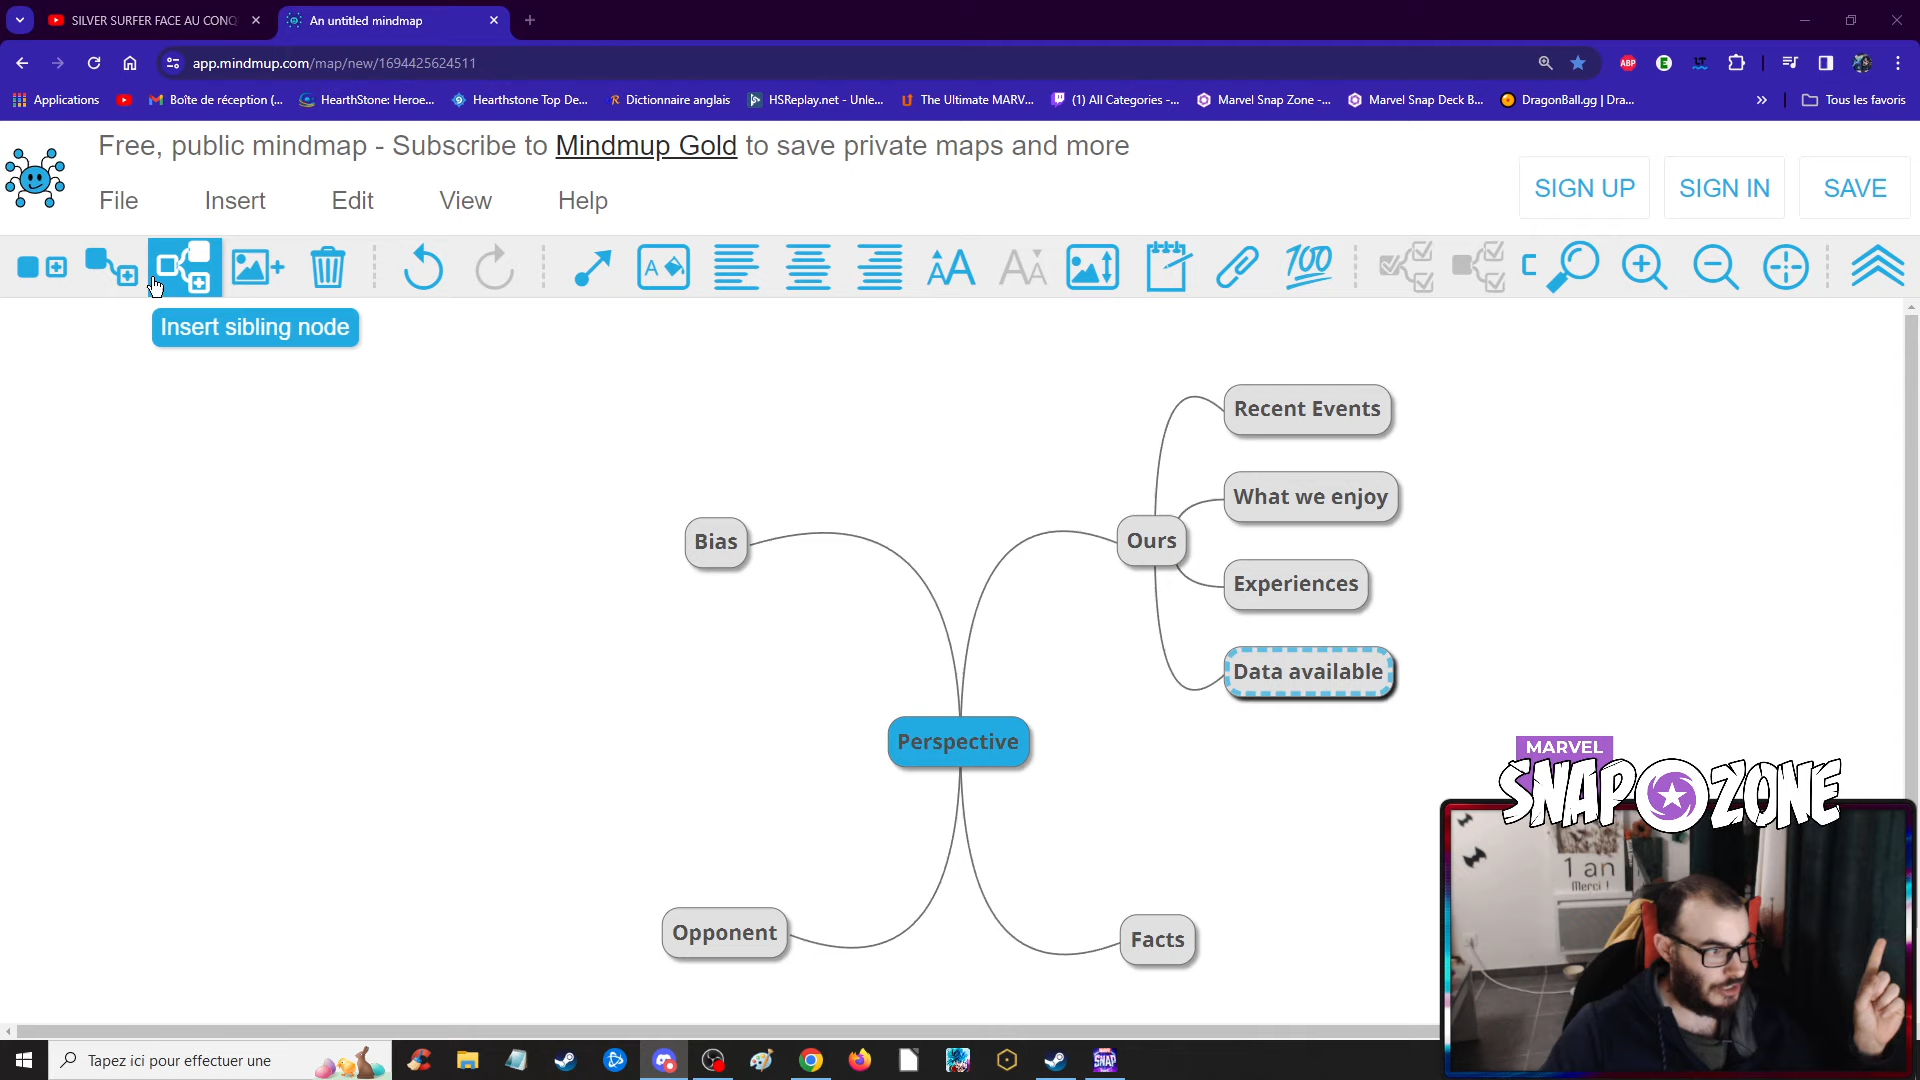 SILVER SURFER FACE AU CONQ
An untitled mindmap
app.mindmup.com/map/new/1694425624511
ABP
Applications
Boîte de réception (...
HearthStone: Heroe...
Hearthstone Top De...
Dictionnaire anglais
HSReplay.net - Unle...
The Ultimate MARV...
(1) All Categories -...
Marvel Snap Zone -...
Marvel Snap Deck B...
DragonBall.gg | Dra...
Tous les favoris
Free, public mindmap - Subscribe to Mindmup Gold to save private maps and more
File
Insert
Edit
View
Help
SIGN UP
SIGN IN
SAVE
Insert sibling node
Recent Events
What we enjoy
Bias
Ours
Experiences
Data available
Perspective
Opponent
Facts
MARVEL
SNAP ZONE
1 an
Merci !
Tapez ici pour effectuer une
SNAP